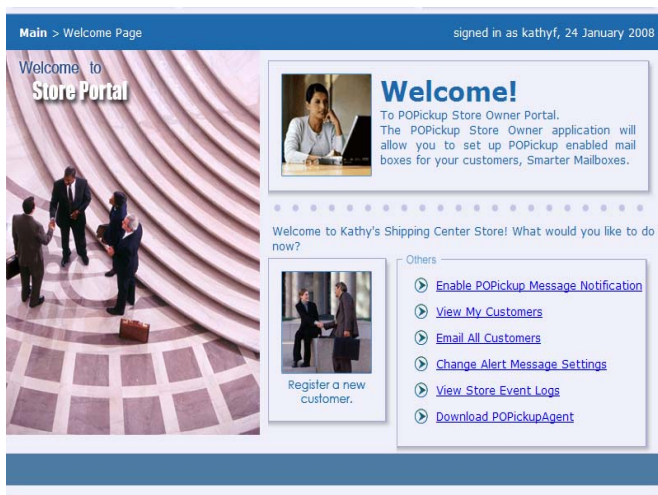 Main > Welcome Page
signed in as kathyf, 24 January 2008
Welcome to
Store Portal
Welcome!
To POPickup Store Owner Portal.
The POPickup Store Owner application will
allow you to set up POPickup enabled mail
boxes for your customers, Smarter Mailboxes.
Welcome to Kathy's Shipping Center Store! What would you like to do
now?
Register a new
customer.
Others
Enable POPickup Message Notification
View My Customers
Email All Customers
Change Alert Message Settings
View Store Event Logs
Download POPickupAgent